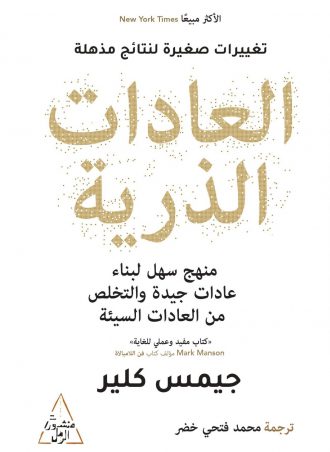 الأكثر مبيعًا New York Times
تغييرات صغيرة لنتائج مذهلة
العادات
الذرية
منهج سهل لبناء
عادات جيدة والتخلص
من العادات السيئة
«كتاب مفيد وعملي للغاية»
Mark Manson مؤلف كتاب فن اللامبالاة
جيمس كلير
ترجمة محمد فتحي خضر
منشورات
الرمل